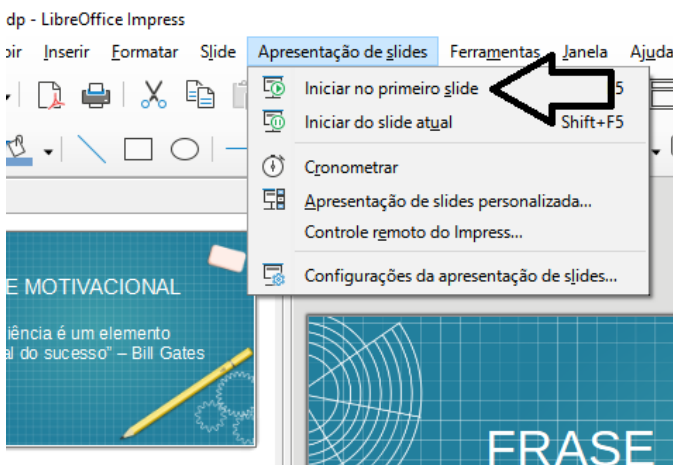 dp - LibreOffice Impress
Inserir Formatar Slide Apresentação de slides Ferramentas Janela Ajuda
Iniciar no primeiro slide 5
Iniciar do slide atual Shift+F5
Cronometrar
Apresentação de slides personalizada...
Controle remoto do Impress...
Configurações da apresentação de slides...
E MOTIVACIONAL
iência é um elemento
al do sucesso” – Bill Gates
FRASE